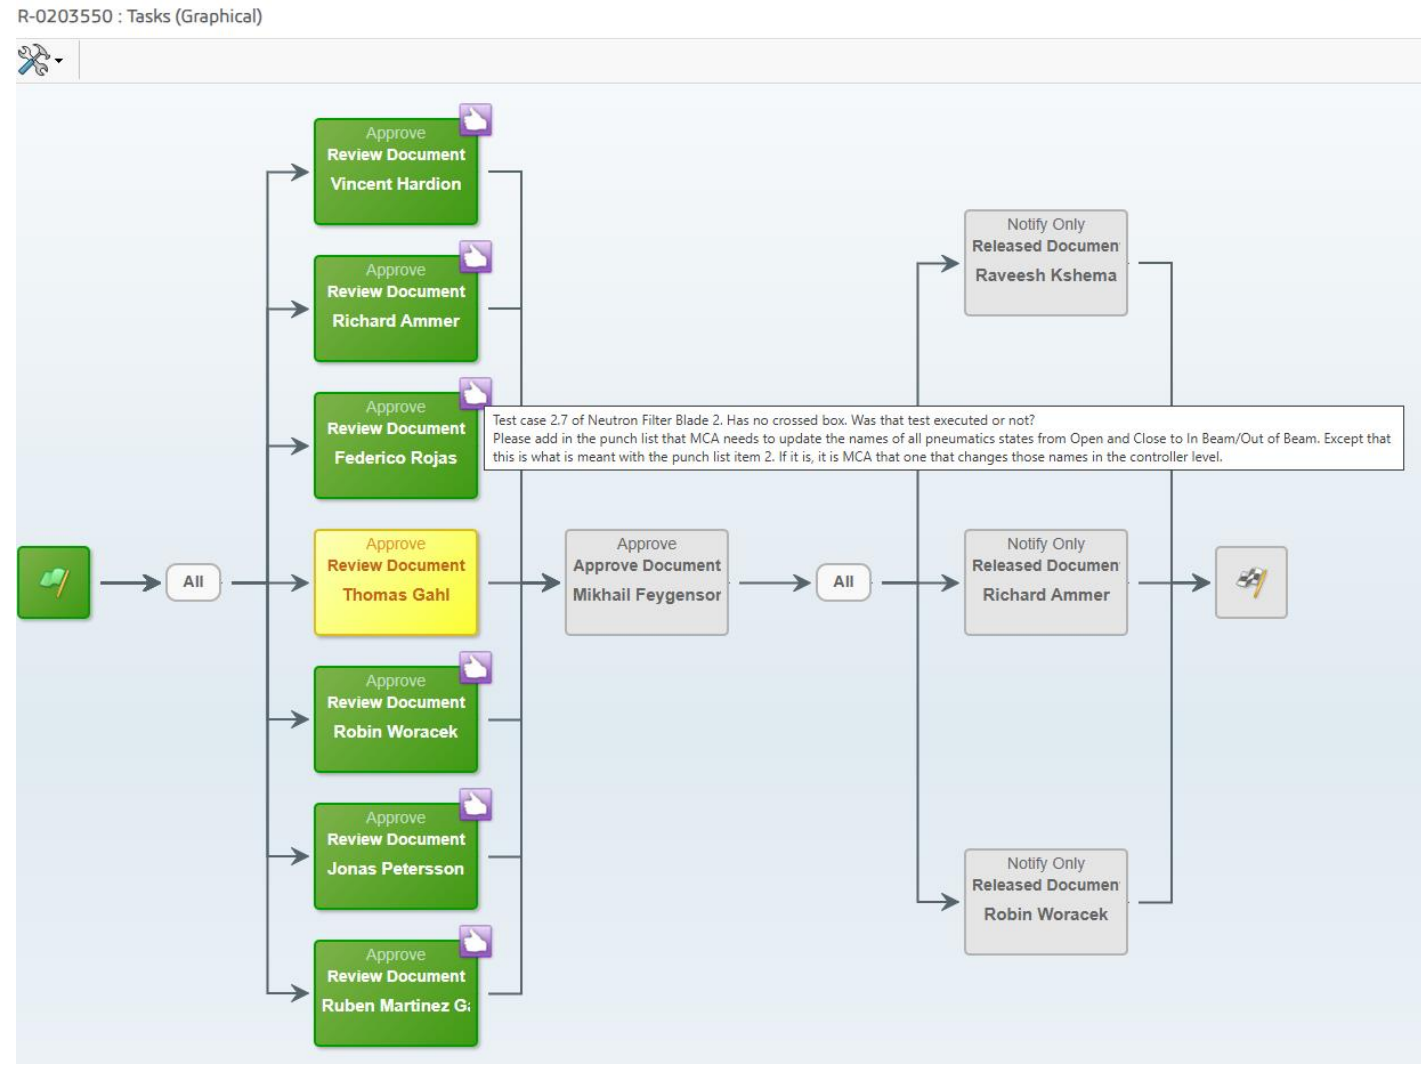 R-0203550 : Tasks (Graphical)
Approve
Review Document
Vincent Hardion
Approve
Review Document
Richard Ammer
Approve
Review Document
Federico Rojas
Test case 2.7 of Neutron Filter Blade 2. Has no crossed box. Was that test executed or not?
Please add in the punch list that MCA needs to update the names of all pneumatics states from Open and Close to In Beam/Out of Beam. Except that
this is what is meant with the punch list item 2. If it is, it is MCA that one that changes those names in the controller level.
All
Approve
Review Document
Thomas Gahl
Approve
Review Document
Robin Woracek
Approve
Review Document
Jonas Petersson
Approve
Review Document
Ruben Martinez Ga
Approve
Approve Document
Mikhail Feygensor
All
Notify Only
Released Documen
Raveesh Kshema
Notify Only
Released Documen
Richard Ammer
Notify Only
Released Documen
Robin Woracek